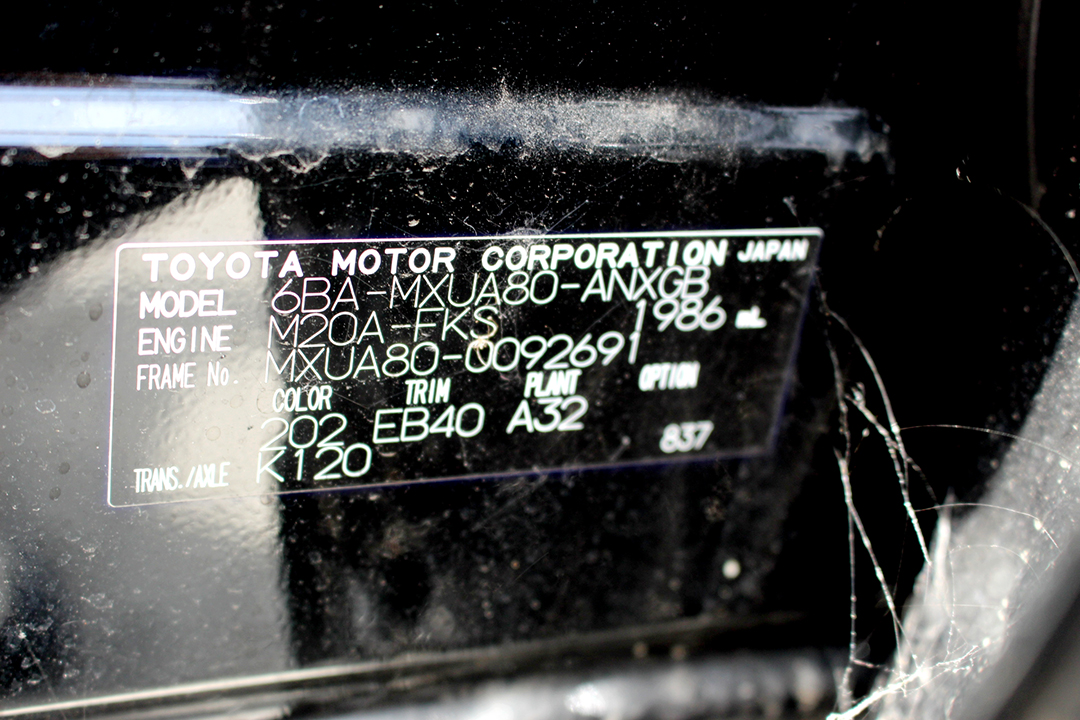 TOYOTA MOTOR CORPORATION JAPAN
MODEL 6BA-MXUA80-ANXGB
ENGINE M20A-FKS 1986 mL
FRAME No. MXUA80-0092691
COLOR TRIM PLANT OPTION
202 EB40 A32
TRANS./AXLE K120 837